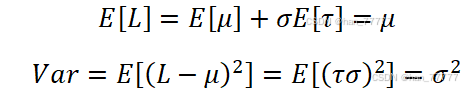 E[L] = E[μ] + σE[τ] = μ
Var = E[(L − μ)²] = E[(τσ)²] = σ²